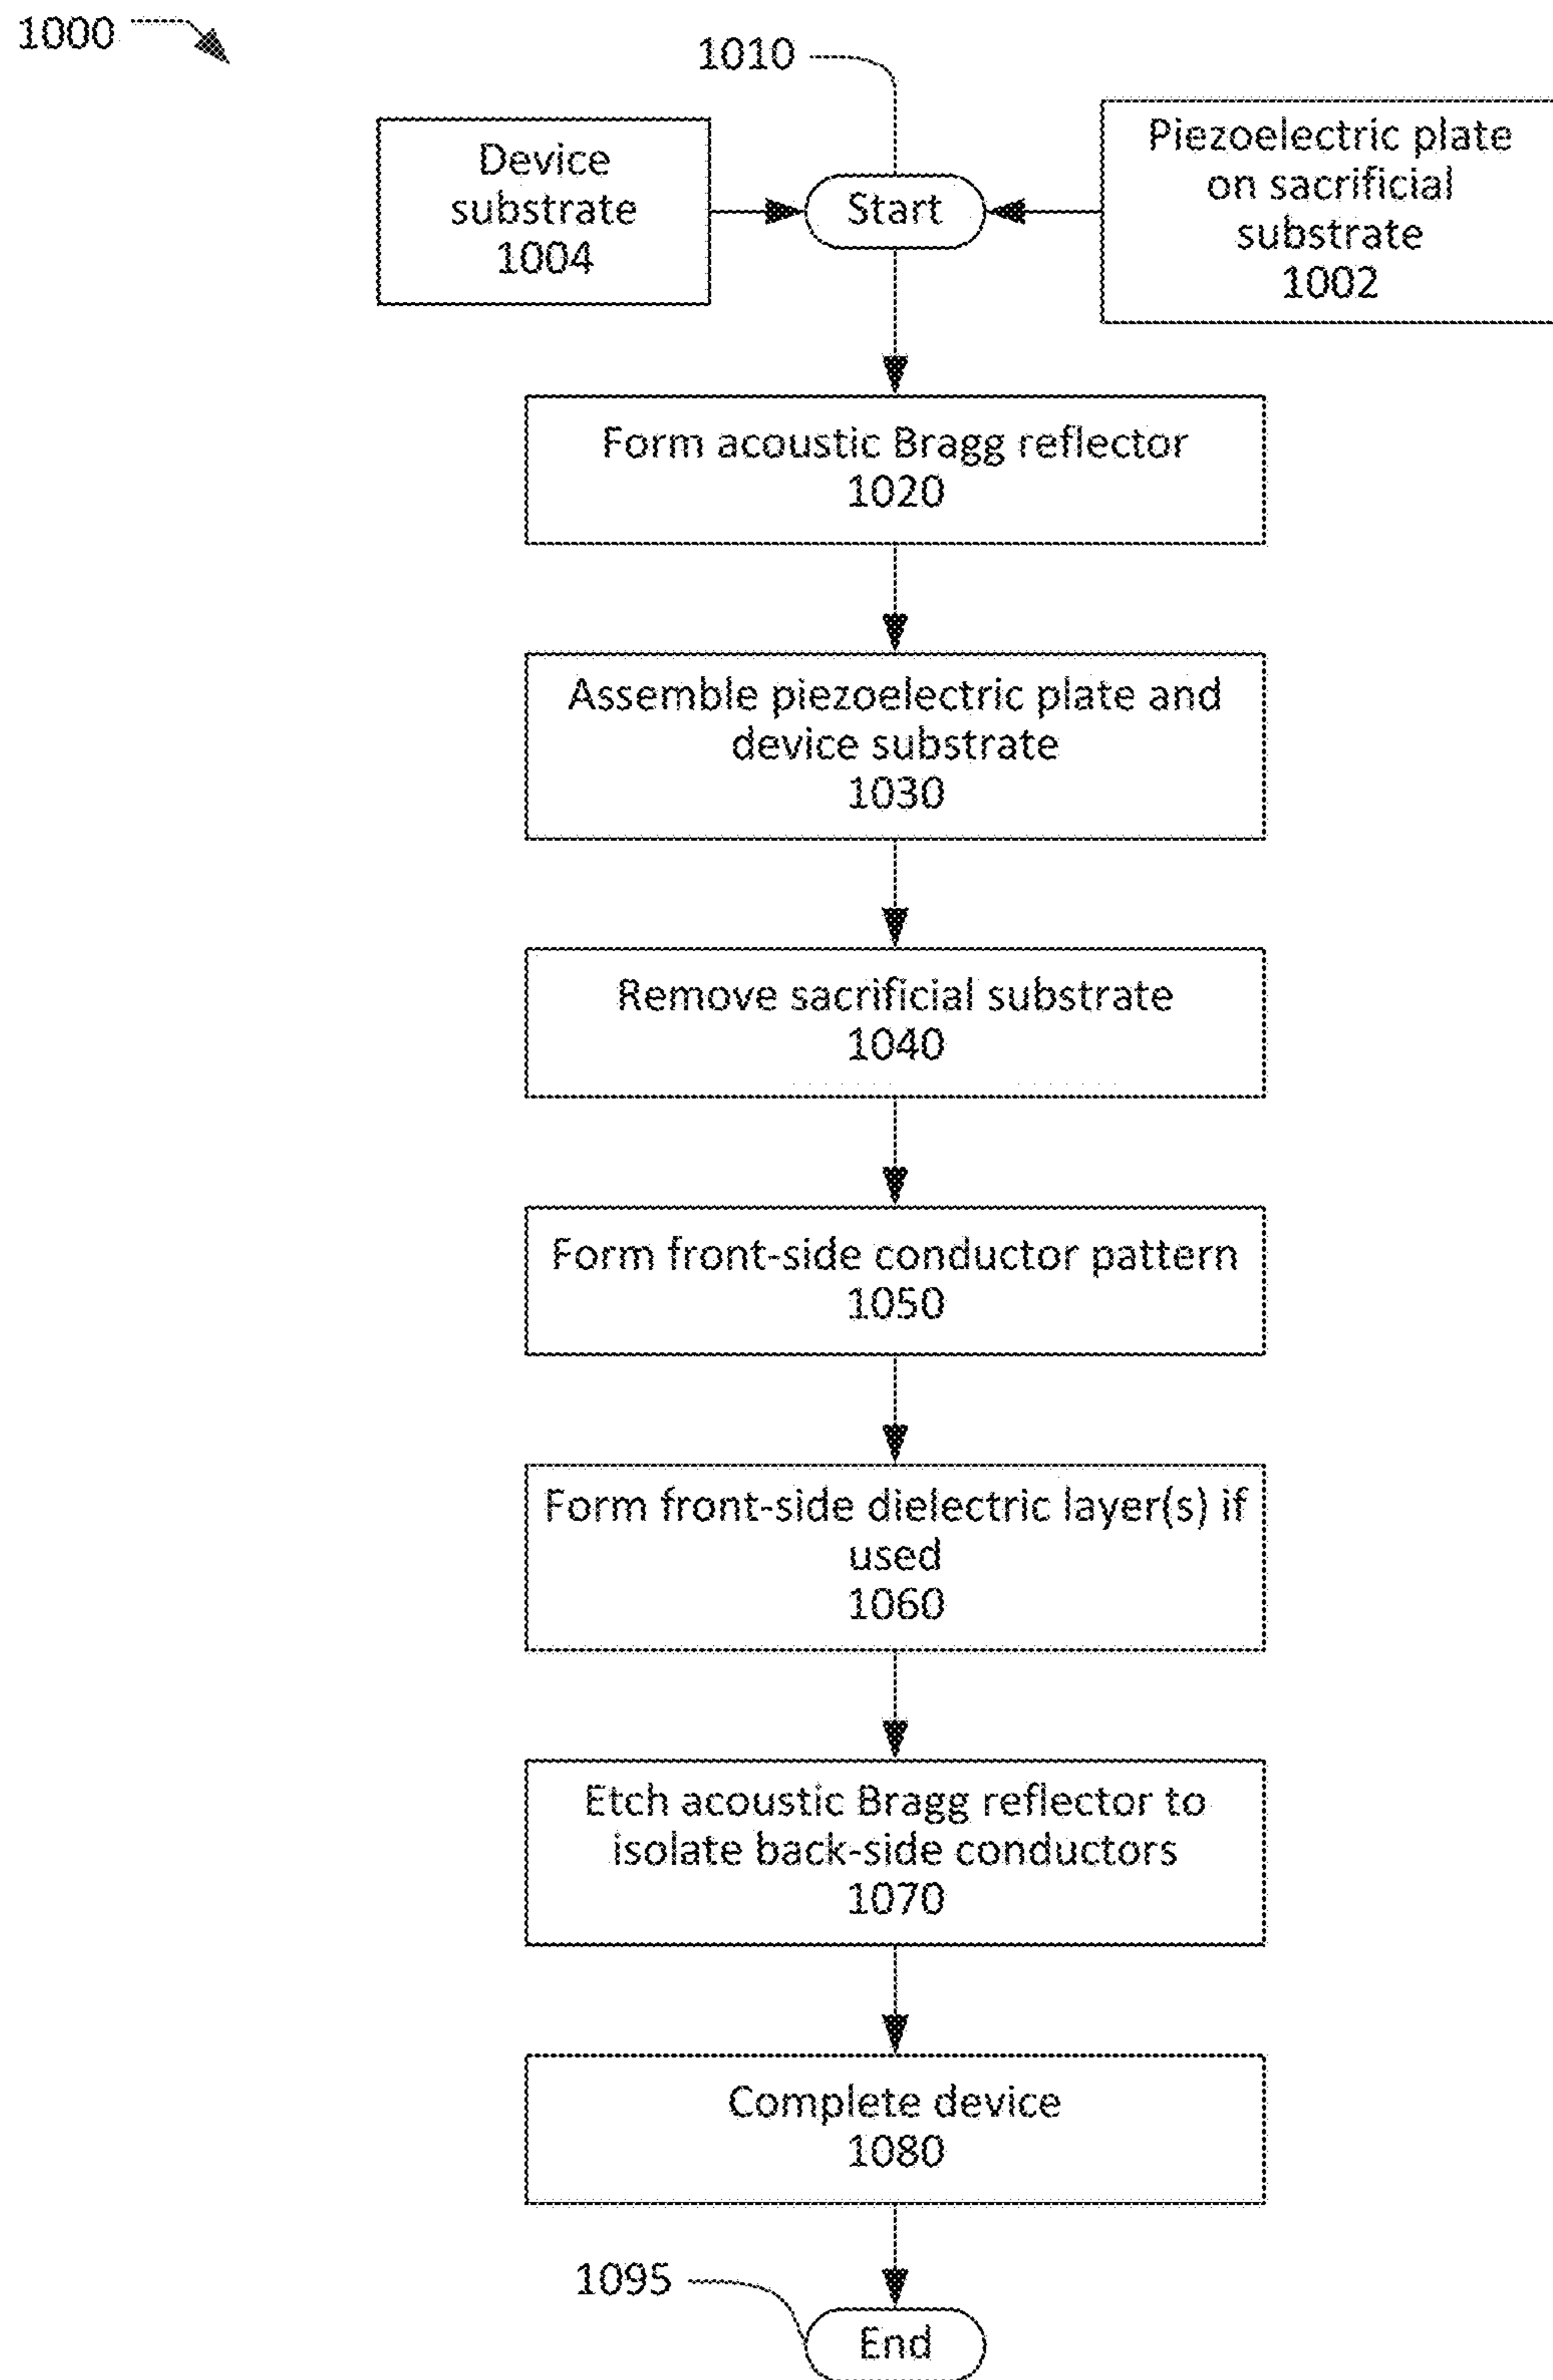 1000
1010
Device
substrate
1004
Start
Piezoelectric plate
on sacrificial
substrate
1002
Form acoustic Bragg reflector
1020
Assemble piezoelectric plate and
device substrate
1030
Remove sacrificial substrate
1040
Form front-side conductor pattern
1050
Form front-side dielectric layer(s) if
used
1060
Etch acoustic Bragg reflector to
isolate back-side conductors
1070
Complete device
1080
1095
End